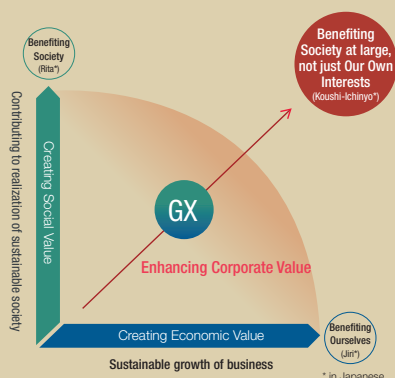 Benefiting
Society
(Rita*)
Benefiting
Society at large,
not just Our Own
Interests
(Koushi-Ichinyo*)
Contributing to realization of sustainable society
Creating Social Value
GX
Enhancing Corporate Value
Creating Economic Value
Benefiting
Ourselves
(Jiri*)
Sustainable growth of business
* in Japanese